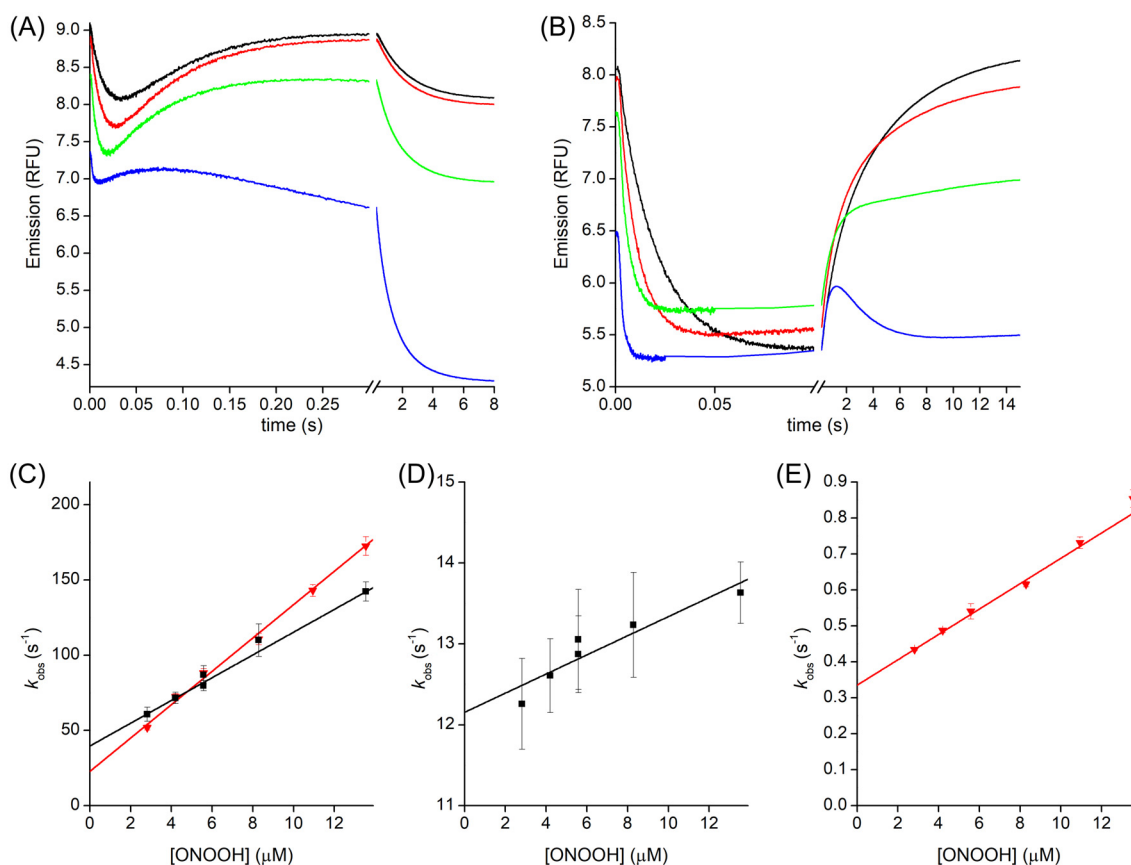 (A)
Emission (RFU)
9.0
8.5
8.0
7.5
7.0
6.5
6.0
5.5
5.0
4.5
0.00 0.05 0.10 0.15 0.20 0.25 2 4 6 8
time (s)
(B)
Emission (RFU)
8.5
8.0
7.5
7.0
6.5
6.0
5.5
5.0
0.00 0.05 2 4 6 8 10 12 14
time (s)
(C)
kobs (s-1)
200
150
100
50
0
0 2 4 6 8 10 12
[ONOOH] (μM)
(D)
kobs (s-1)
15
14
13
12
11
0 2 4 6 8 10 12
[ONOOH] (μM)
(E)
kobs (s-1)
0.9
0.8
0.7
0.6
0.5
0.4
0.3
0.2
0.1
0.0
0 2 4 6 8 10 12
[ONOOH] (μM)